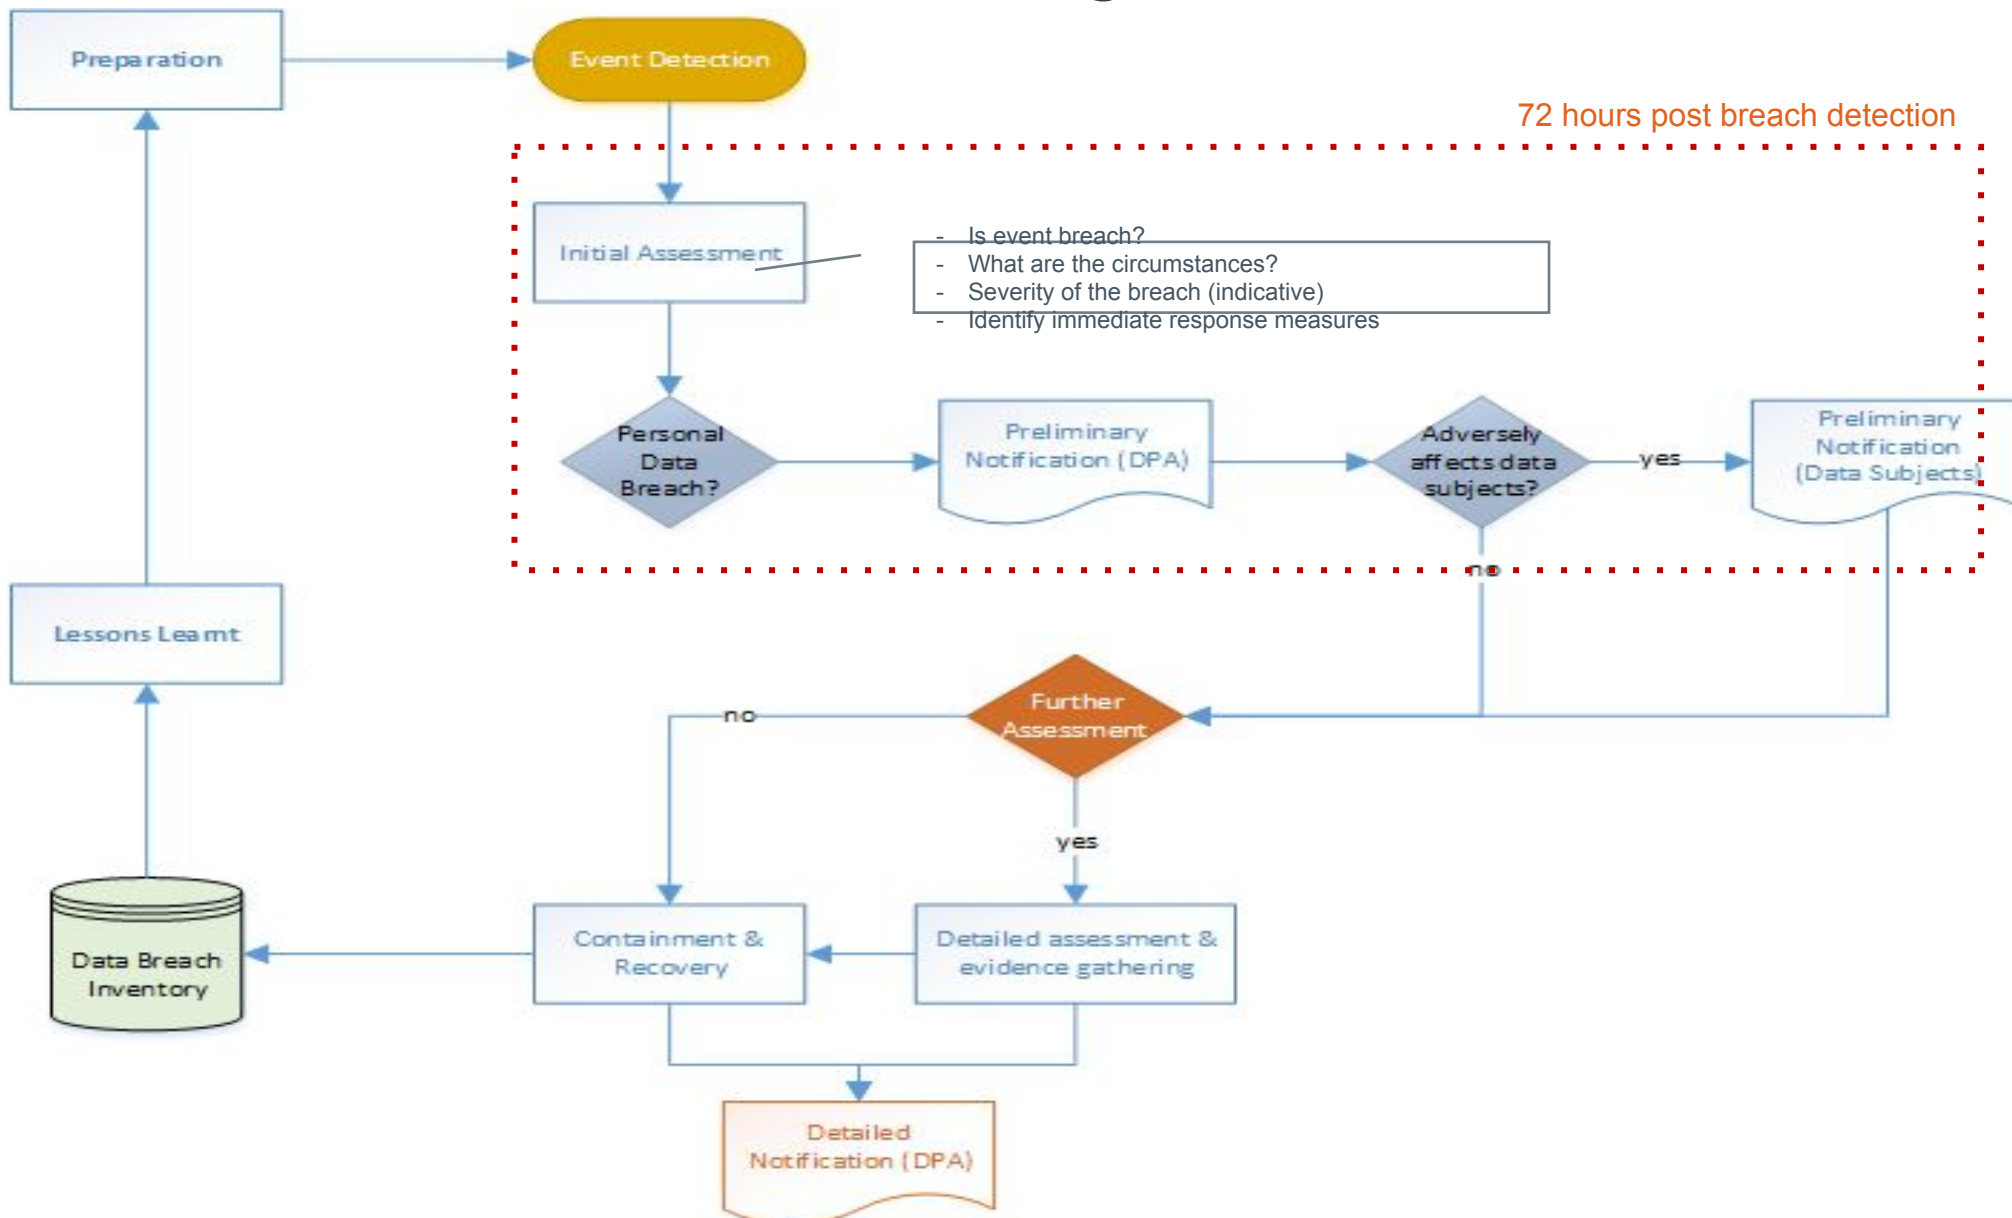 Preparation
Event Detection
72 hours post breach detection
Initial Assessment
- Is event breach?
- What are the circumstances?
- Severity of the breach (indicative)
- Identify immediate response measures
Personal
Data
Breach?
Preliminary
Notification (DPA)
Adversely
affects data
subjects?
yes
Preliminary
Notification
(Data Subjects)
no
Lessons Learnt
Further
Assessment
no
yes
Data Breach
Inventory
Containment &
Recovery
Detailed assessment &
evidence gathering
Detailed
Notification (DPA)